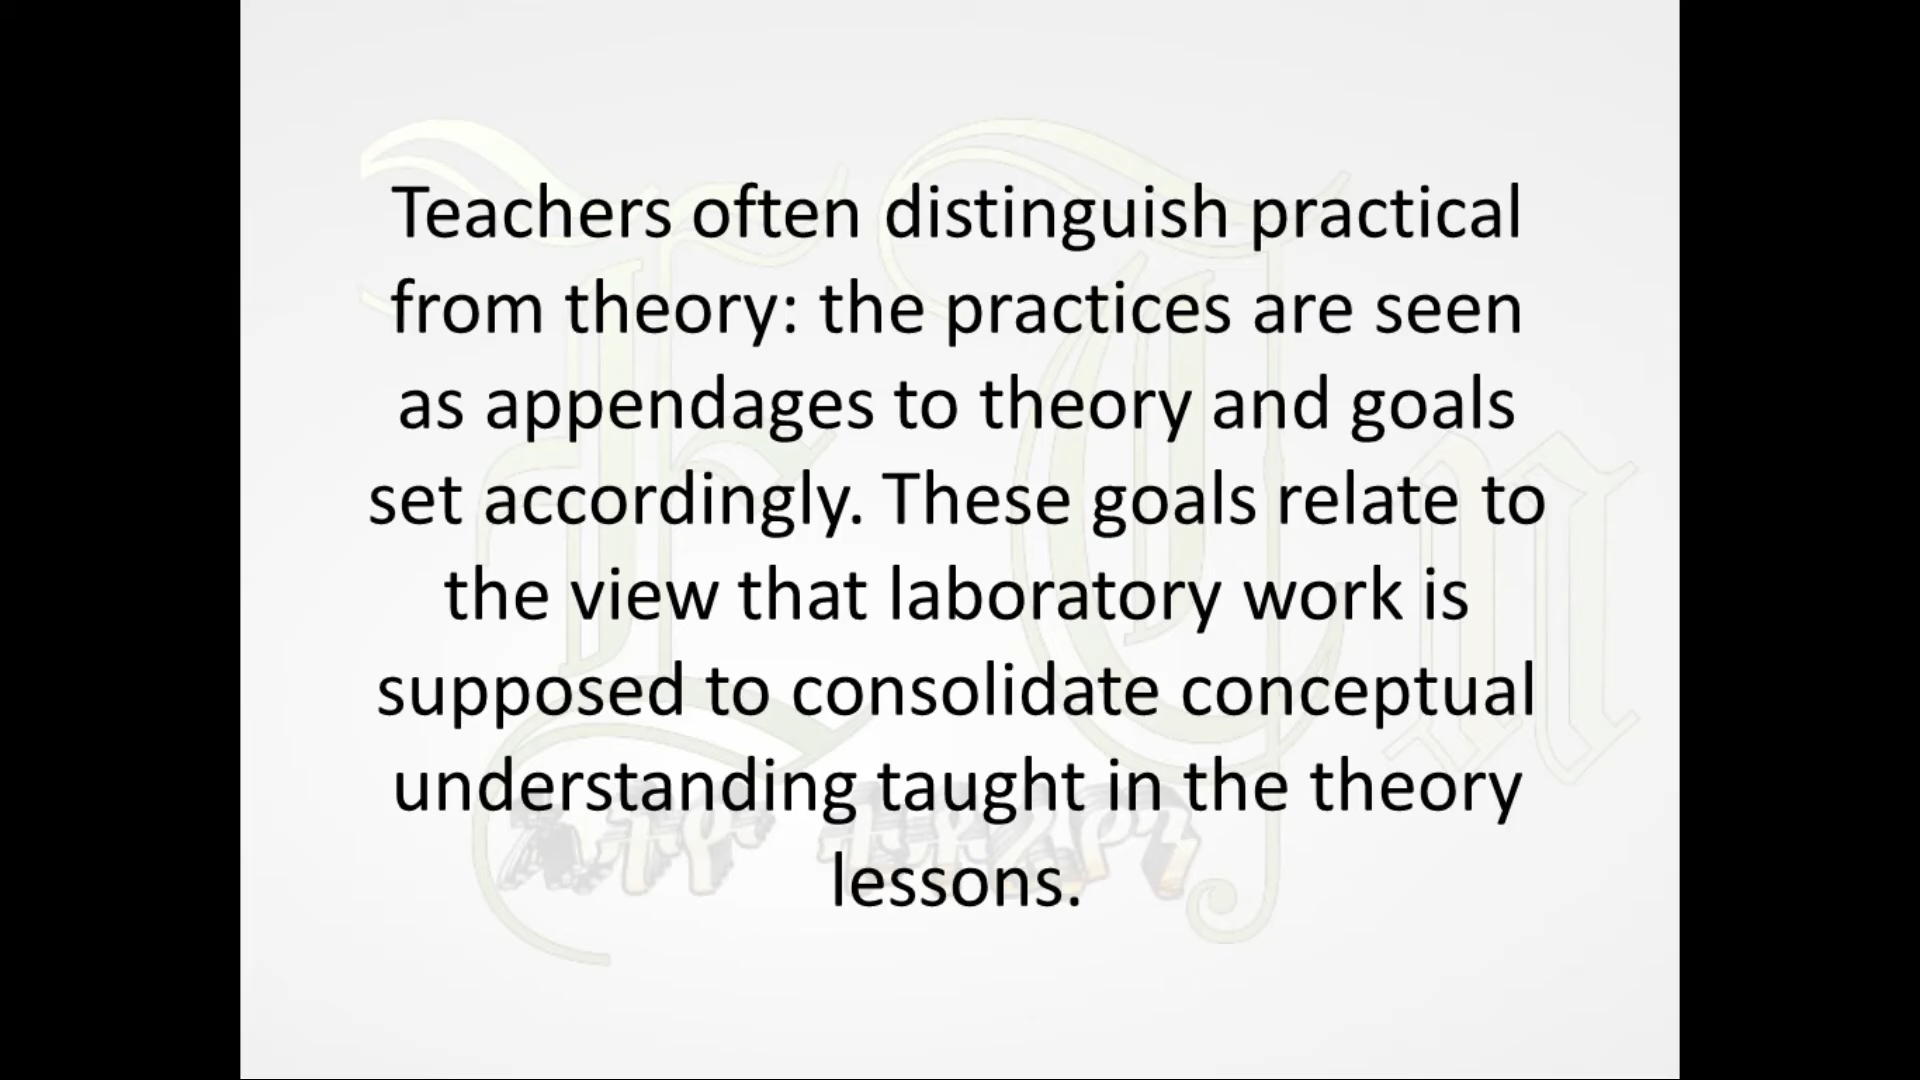 Teachers often distinguish practical
from theory: the practices are seen
as appendages to theory and goals
set accordingly. These goals relate to
the view that laboratory work is
supposed to consolidate conceptual
understanding taught in the theory
lessons.